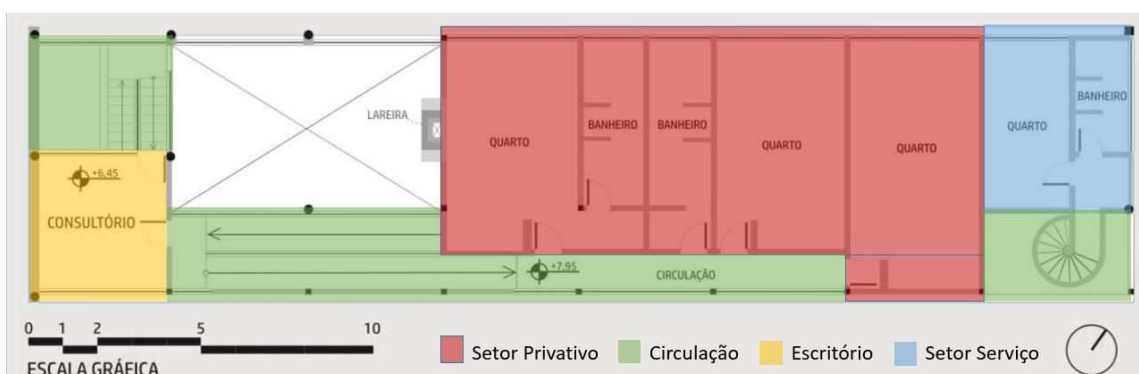 LAREIRA
QUARTO
BANHEIRO
BANHEIRO
QUARTO
QUARTO
QUARTO
BANHEIRO
+6,45
CONSULTÓRIO
+7,95
CIRCULAÇÃO
0 1 2 5 10
ESCALA GRÁFICA
Setor Privativo
Circulação
Escritório
Setor Serviço